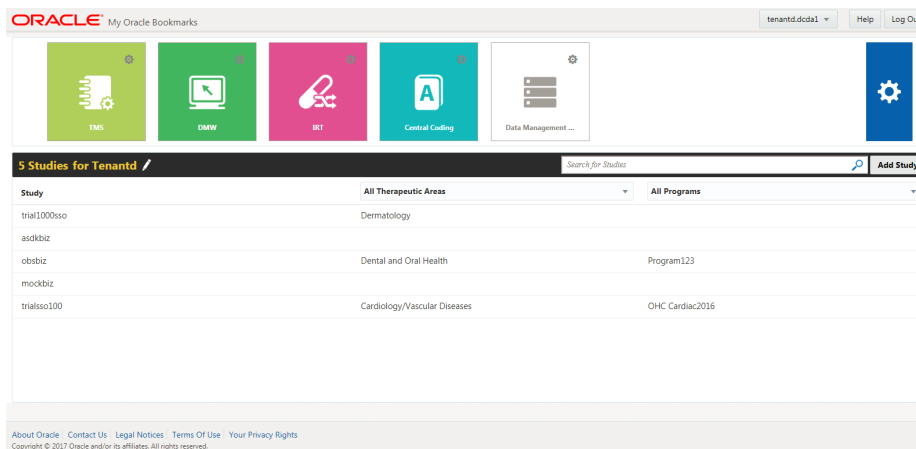 ORACLE® My Oracle Bookmarks
tenantd.dcda1 Help Log Ou
TMS DMW IRT Central Coding Data Management ...
5 Studies for Tenantd Search for Studies Add Study
Study All Therapeutic Areas All Programs
trial1000sso Dermatology
asdkbiz
obsbiz Dental and Oral Health Program123
mockbiz
trialsso100 Cardiology/Vascular Diseases OHC Cardiac2016
About Oracle Contact Us Legal Notices Terms Of Use Your Privacy Rights
Copyright © 2017 Oracle and/or its affiliates. All rights reserved.